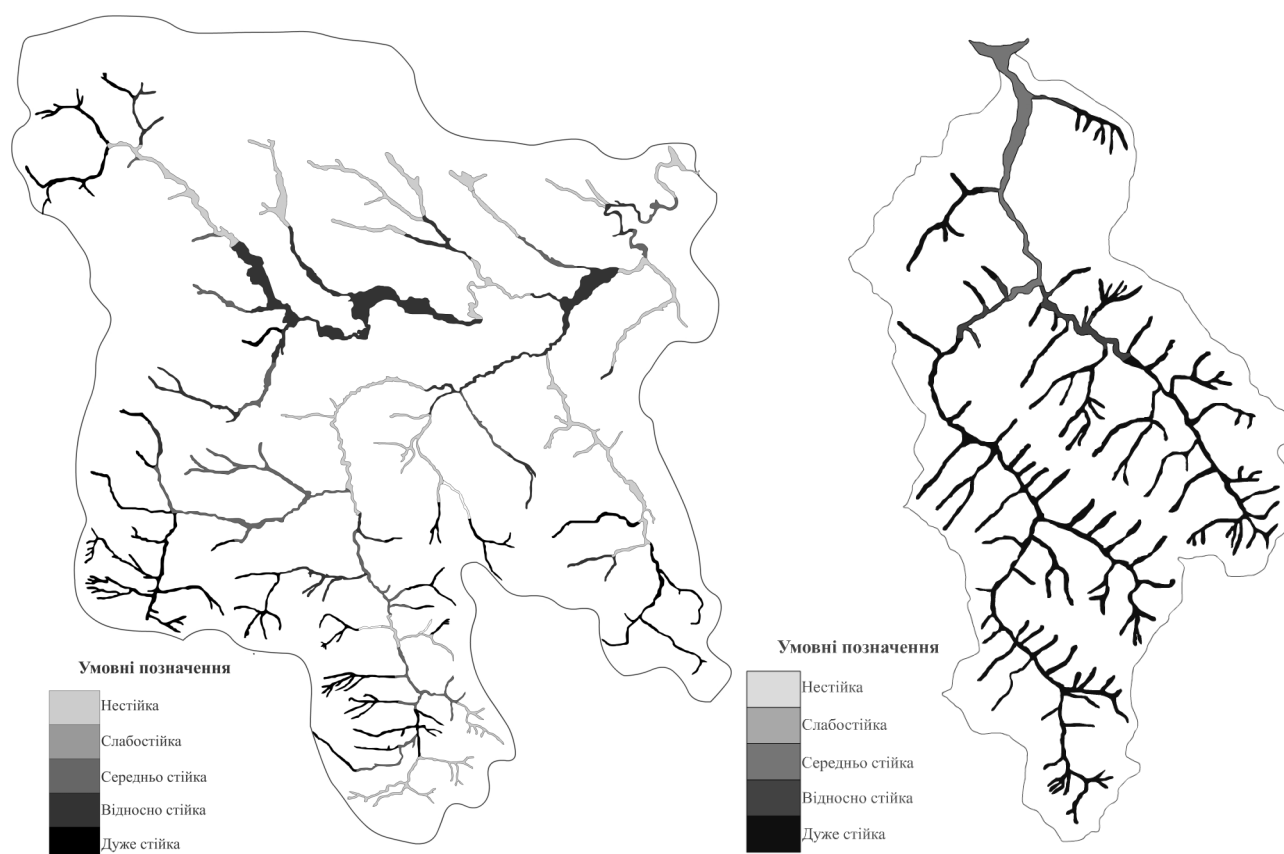 Умовні позначення
Нестійка
Слабостійка
Середньо стійка
Відносно стійка
Дуже стійка
Умовні позначення
Нестійка
Слабостійка
Середньо стійка
Відносно стійка
Дуже стійка